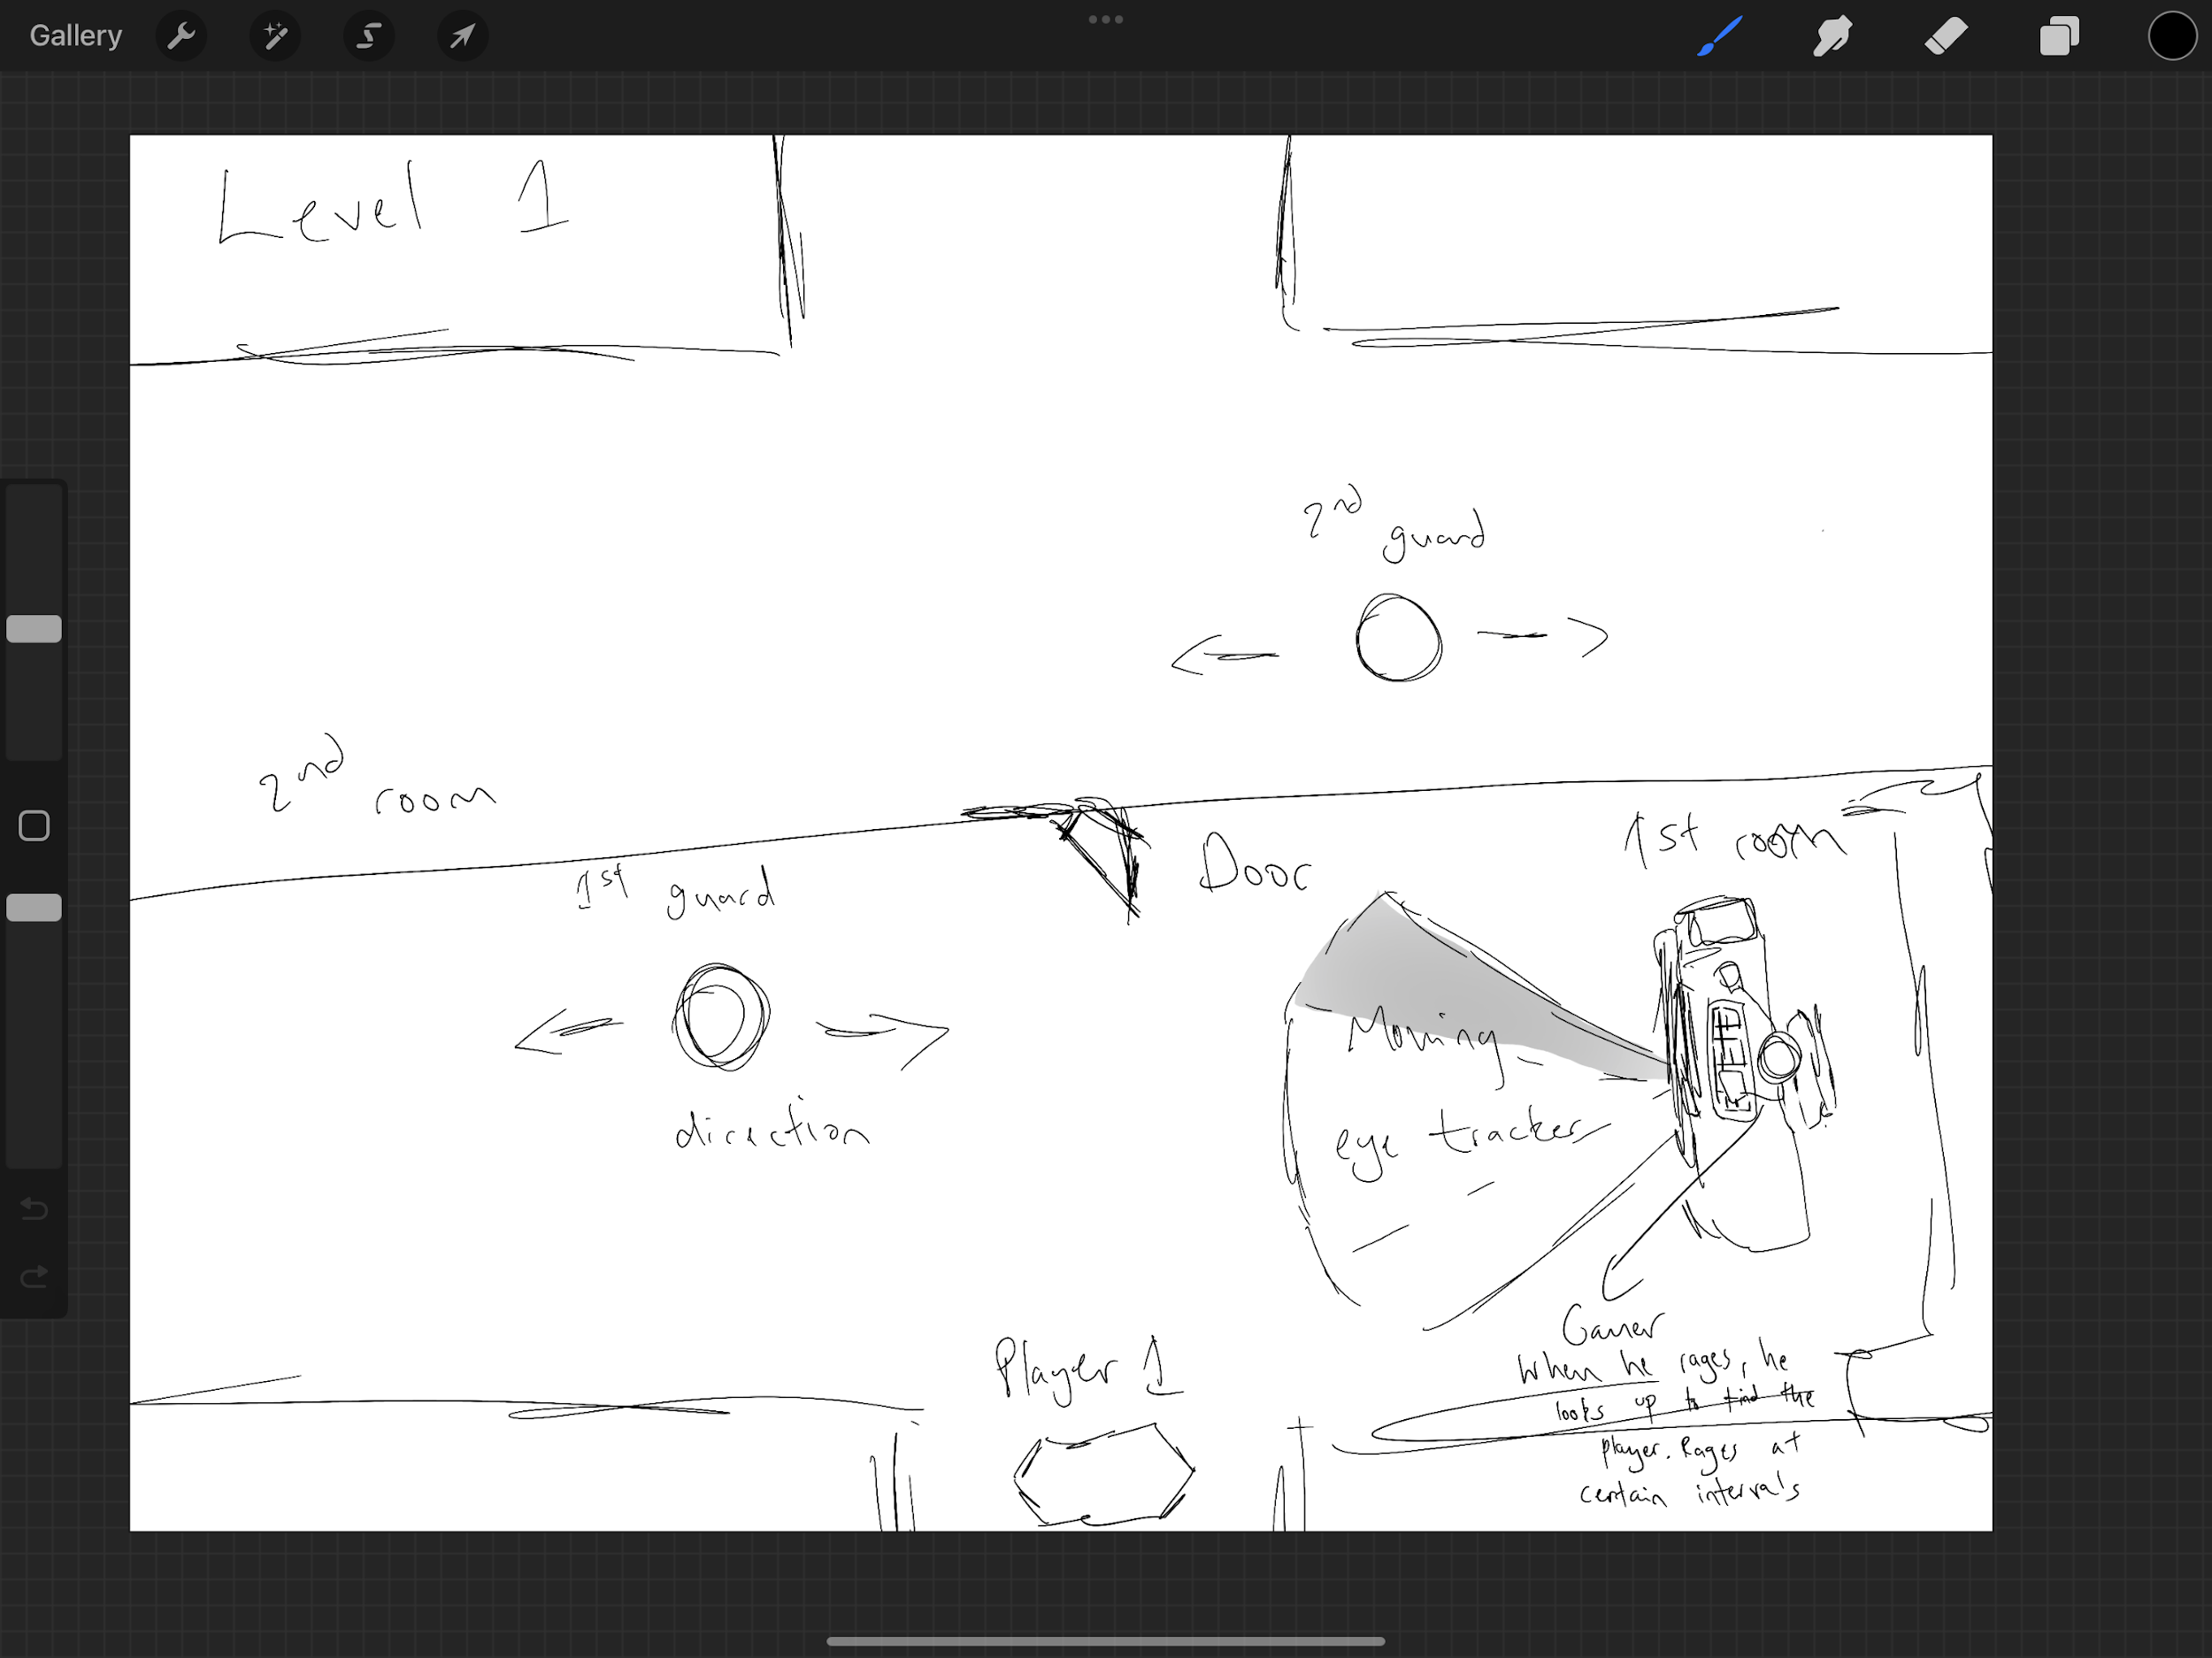 Gallery
Level 1
2nd
guard
2nd
room
1st room
Door
1st
guard
Moving
eye tracker
direction
Player 1
Gamer
When he rages, he
looks up to find the
player. Rages at
certain intervals